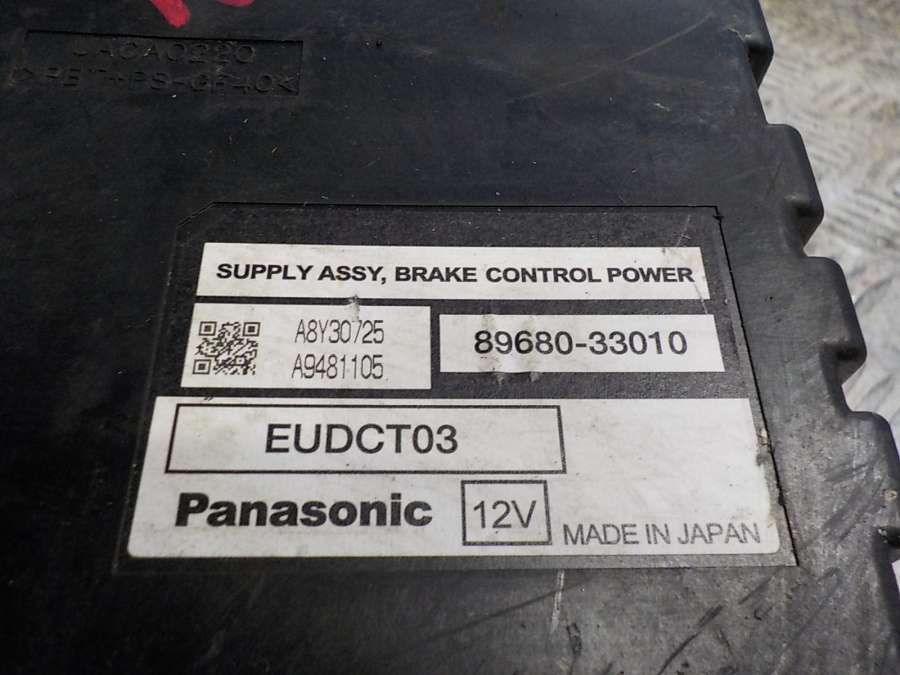 SUPPLY ASSY, BRAKE CONTROL POWER
A8Y30725
A9481105
89680-33010
EUDCT03
Panasonic
12V
MADE IN JAPAN